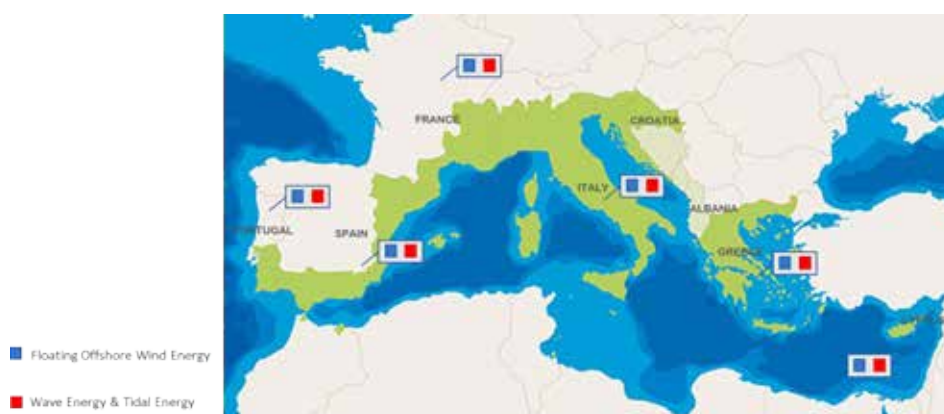 FRANCE
CROATIA
ITALY
ALBANIA
PORTUGAL
SPAIN
GREECE
Floating Offshore Wind Energy
Wave Energy & Tidal Energy